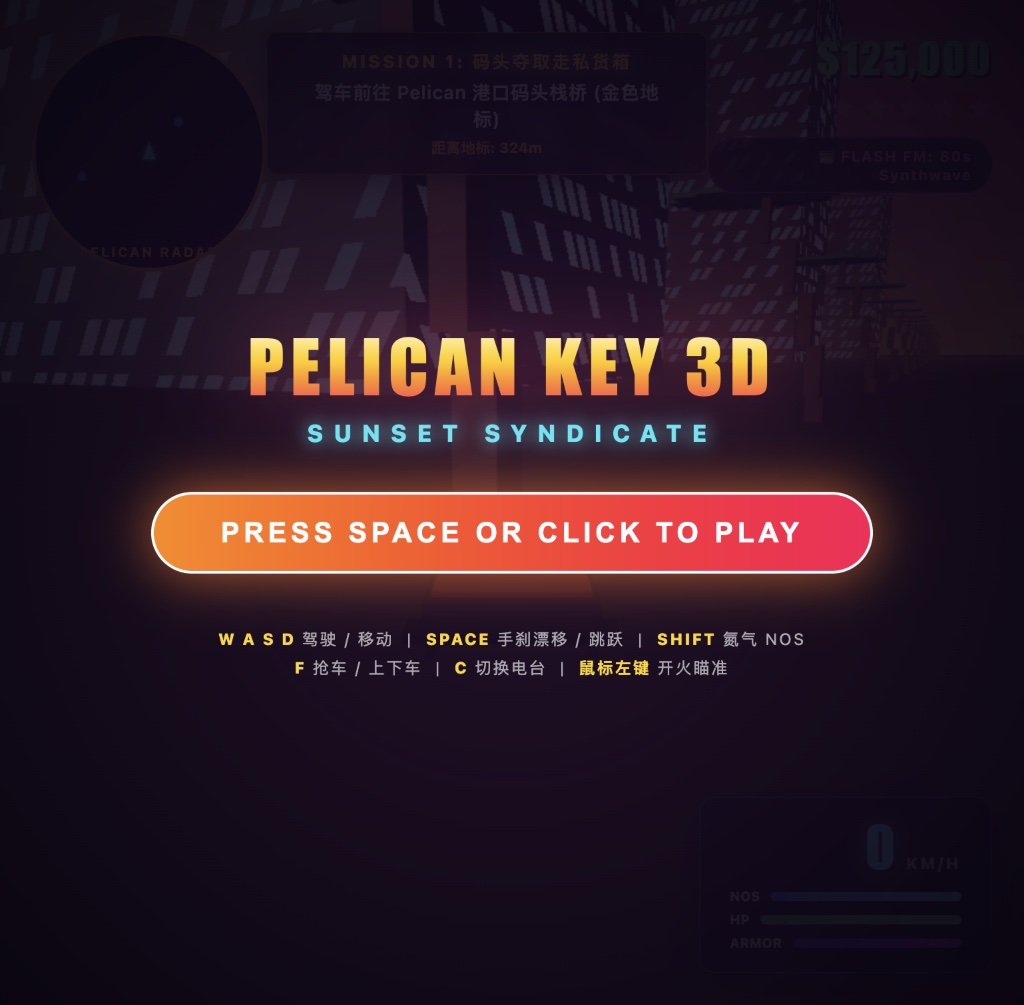 MISSION 1: 码头夺取走私货箱
驾车前往 Pelican 港口码头栈桥 (金色地
标)
距离地标: 324m
$125,000
FLASH FM: 80s
Synthwave
ELICAN RADA
PELICAN KEY 3D
SUNSET SYNDICATE
PRESS SPACE OR CLICK TO PLAY
W A S D 驾驶 / 移动 | SPACE 手刹漂移 / 跳跃 | SHIFT 氮气 NOS
F 抢车 / 上下车 | C 切换电台 | 鼠标左键 开火瞄准
0 KM/H
NOS
HP
ARMOR